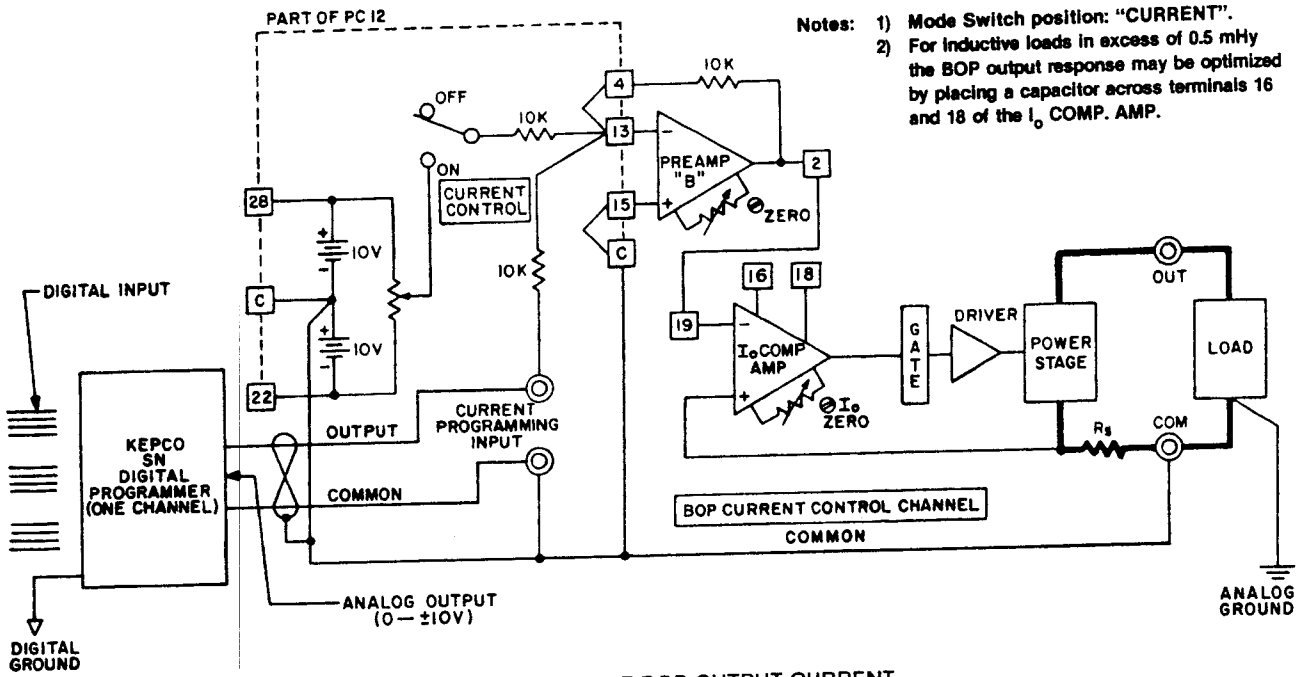 PART OF PC 12
Notes: 1) Mode Switch position: "CURRENT".
2) For inductive loads in excess of 0.5 mHy
the BOP output response may be optimized
by placing a capacitor across terminals 16
and 18 of the Io COMP. AMP.
4
10K
OFF
10K
13
-
PREAMP
"B"
2
ON
CURRENT
CONTROL
28
15
+
ZERO
+
10V
-
C
10K
16
18
OUT
DIGITAL INPUT
C
19
-
Io COMP
AMP
+
Io
ZERO
GATE
DRIVER
POWER
STAGE
LOAD
+
10V
-
22
CURRENT
PROGRAMMING
INPUT
Rs
COM
OUTPUT
KEPCO
SN
DIGITAL
PROGRAMMER
(ONE CHANNEL)
COMMON
BOP CURRENT CONTROL CHANNEL
COMMON
ANALOG OUTPUT
(0—±10V)
ANALOG
GROUND
DIGITAL
GROUND
BOP OUTPUT CURRENT